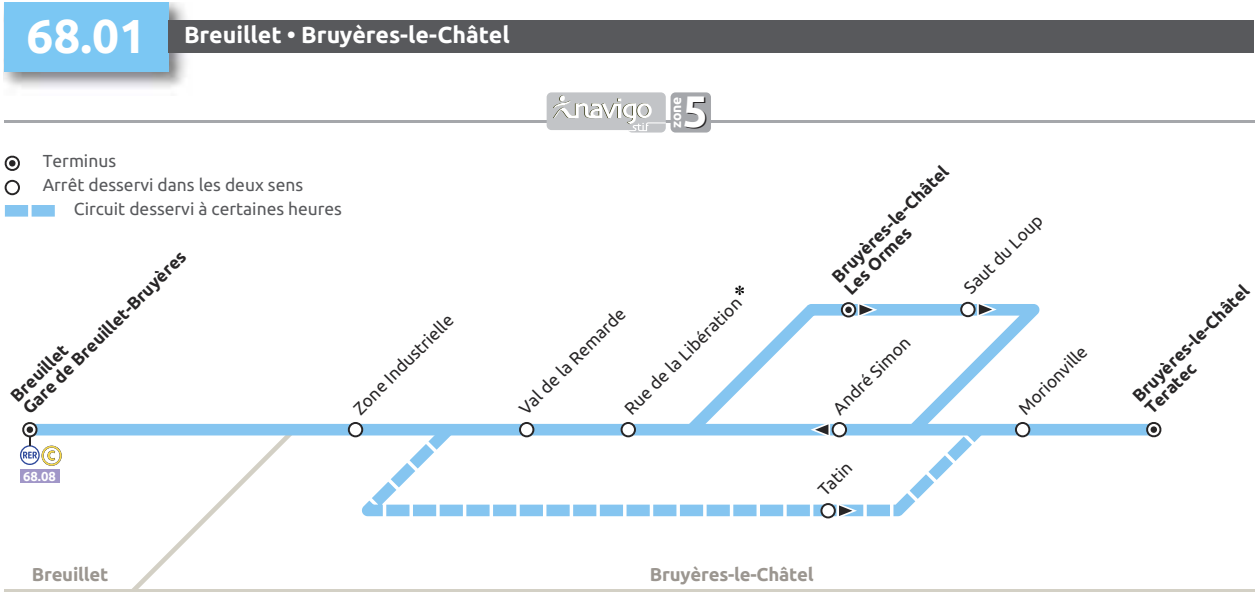 68.01
Breuillet • Bruyères-le-Châtel
navigo
stif
zone 5
Terminus
Arrêt desservi dans les deux sens
Circuit desservi à certaines heures
Breuillet
Gare de Breuillet-Bruyères
RER C
68.08
Zone Industrielle
Val de la Remarde
Rue de la Libération*
Bruyères-le-Châtel
Les Ormes
Saut du Loup
André Simon
Morionville
Bruyères-le-Châtel
Teratec
Tatin
Breuillet
Bruyères-le-Châtel